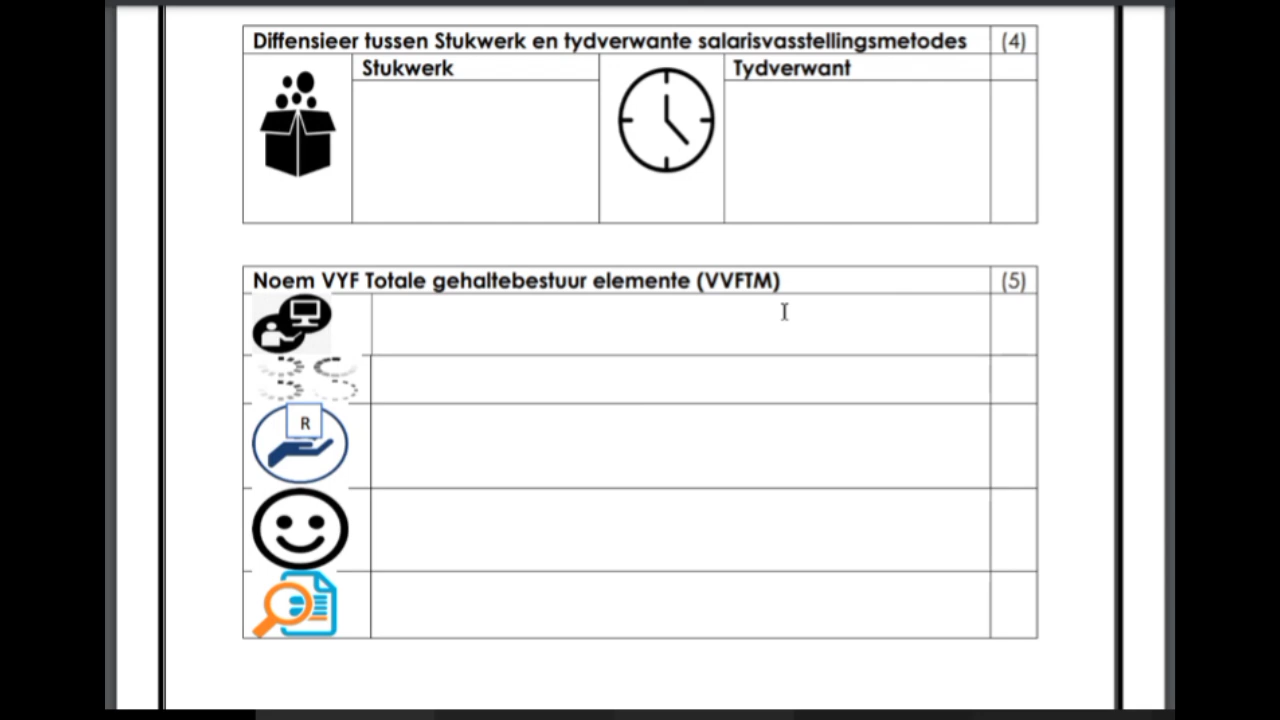 Diffensieer tussen Stukwerk en tydverwante salarisvasstellingsmetodes (4)
Stukwerk Tydverwant
Noem VYF Totale gehaltebestuur elemente (VVFTM) (5)
R